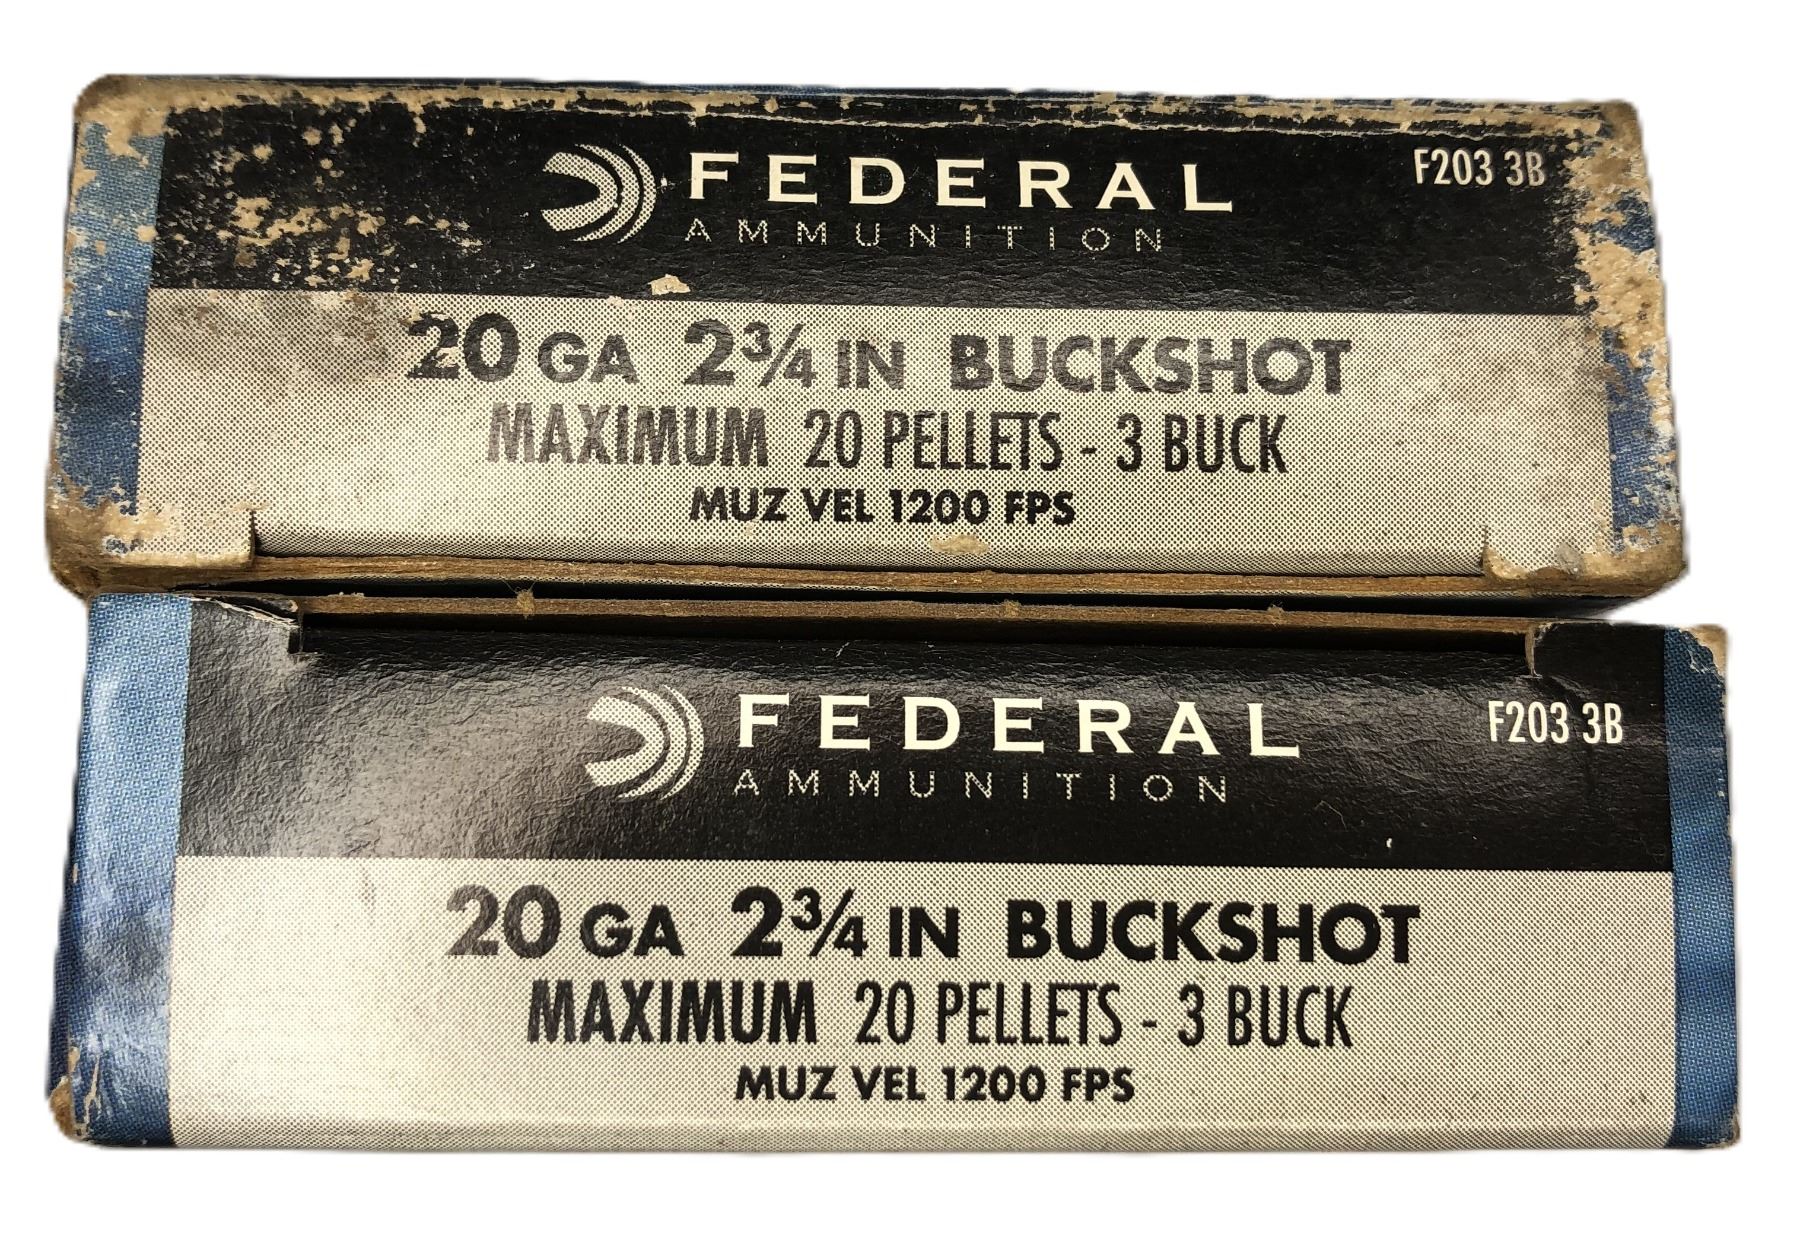 FEDERAL
F203 3B
AMMUNITION
20 GA 2¾ IN BUCKSHOT
MAXIMUM 20 PELLETS - 3 BUCK
MUZ VEL 1200 FPS
FEDERAL
F203 3B
AMMUNITION
20 GA 2¾ IN BUCKSHOT
MAXIMUM 20 PELLETS - 3 BUCK
MUZ VEL 1200 FPS